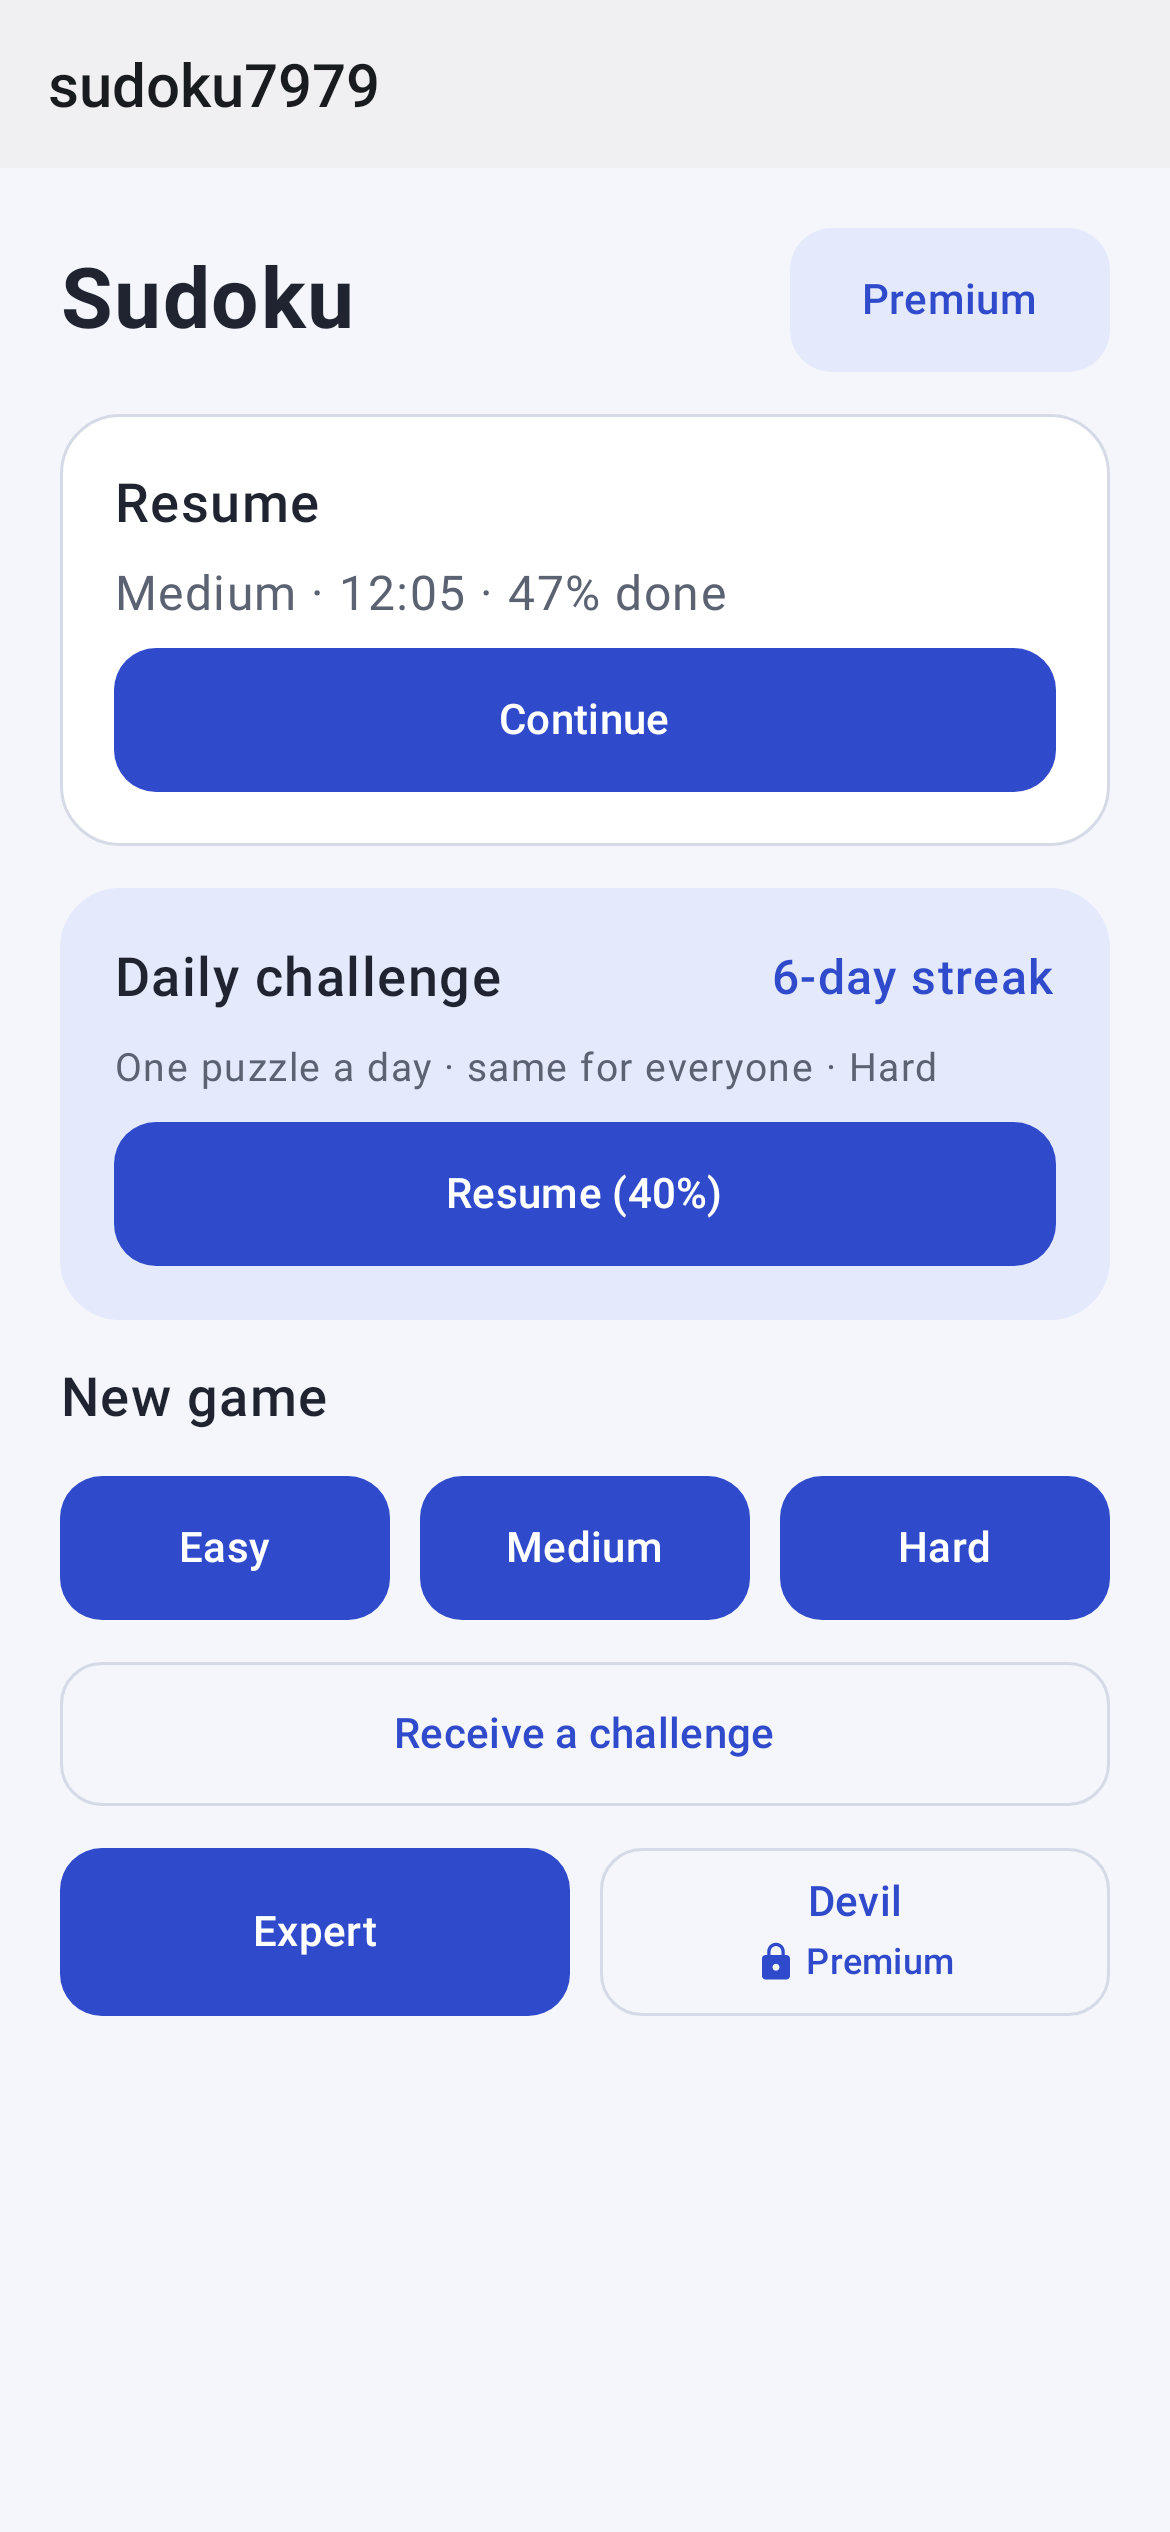 sudoku7979
Sudoku
Premium
Resume
Medium · 12:05 · 47% done
Continue
Daily challenge
6-day streak
One puzzle a day · same for everyone · Hard
Resume (40%)
New game
Easy
Medium
Hard
Receive a challenge
Expert
Devil
Premium